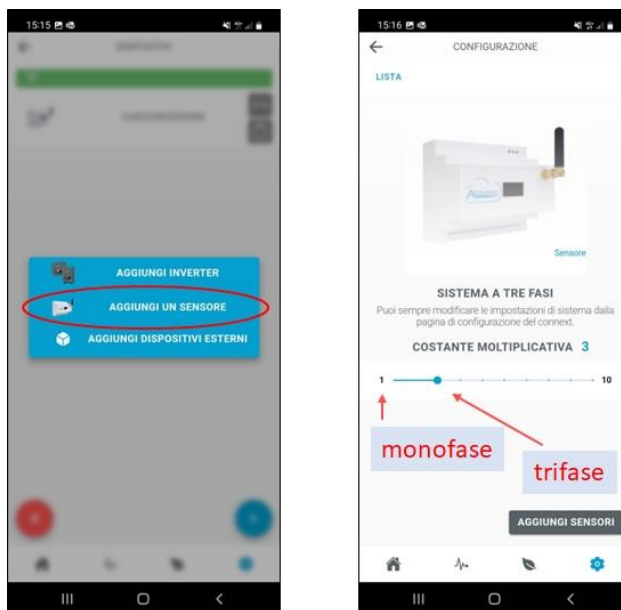 15:15
AGGIUNGI INVERTER
AGGIUNGI UN SENSORE
AGGIUNGI DISPOSITIVI ESTERNI
15:16
CONFIGURAZIONE
LISTA
Sensore
SISTEMA A TRE FASI
Puoi sempre modificare le impostazioni di sistema dalla
pagina di configurazione del connext.
COSTANTE MOLTIPLICATIVA 3
1 10
monofase
trifase
AGGIUNGI SENSORI